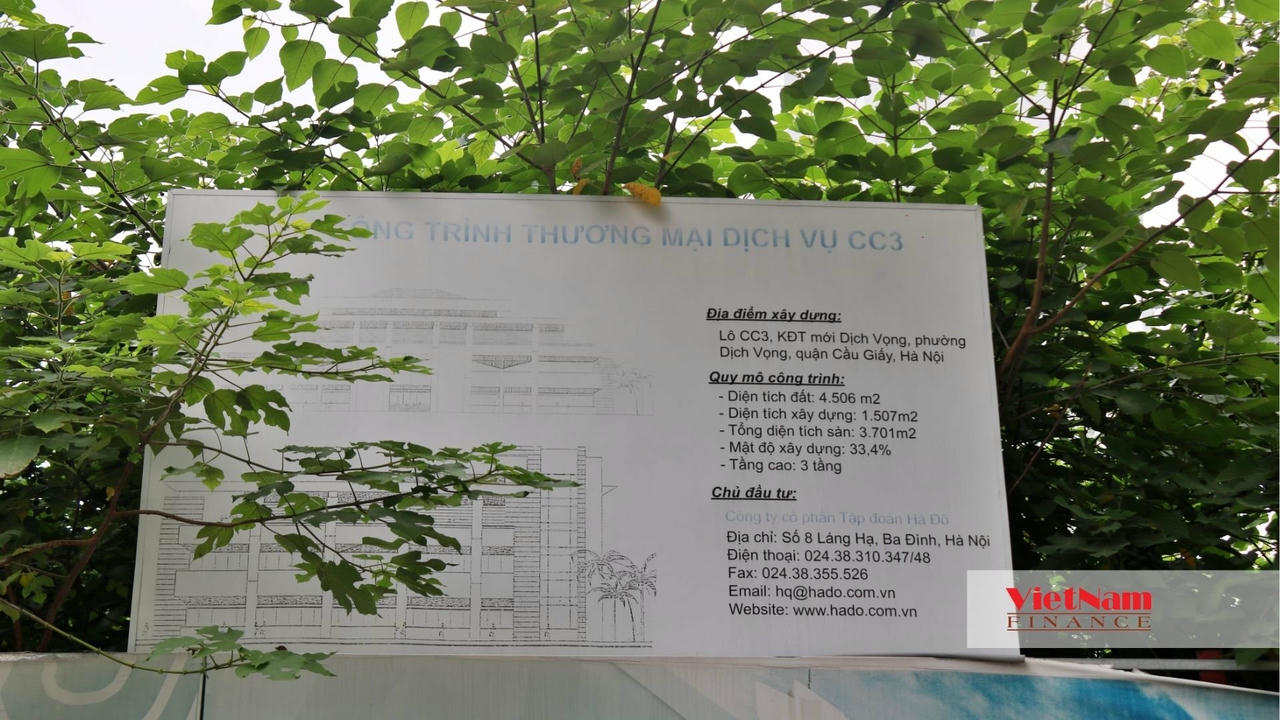 ÔNG TRÌNH THƯƠNG MẠI DỊCH VỤ CC3
Địa điểm xây dựng:
Lô CC3, KĐT mới Dịch Vọng, phường
Dịch Vọng, quận Cầu Giấy, Hà Nội
Quy mô công trình:
- Diện tích đất: 4.506 m2
- Diện tích xây dựng: 1.507m2
- Tổng diện tích sàn: 3.701m2
- Mật độ xây dựng: 33,4%
- Tầng cao: 3 tầng
Chủ đầu tư:
Công ty cổ phần Tập đoàn Hà Đô
Địa chỉ: Số 8 Láng Hạ, Ba Đình, Hà Nội
Điện thoại: 024.38.310.347/48
Fax: 024.38.355.526
Email: hq@hado.com.vn
Website: www.hado.com.vn
VietNam
FINANCE